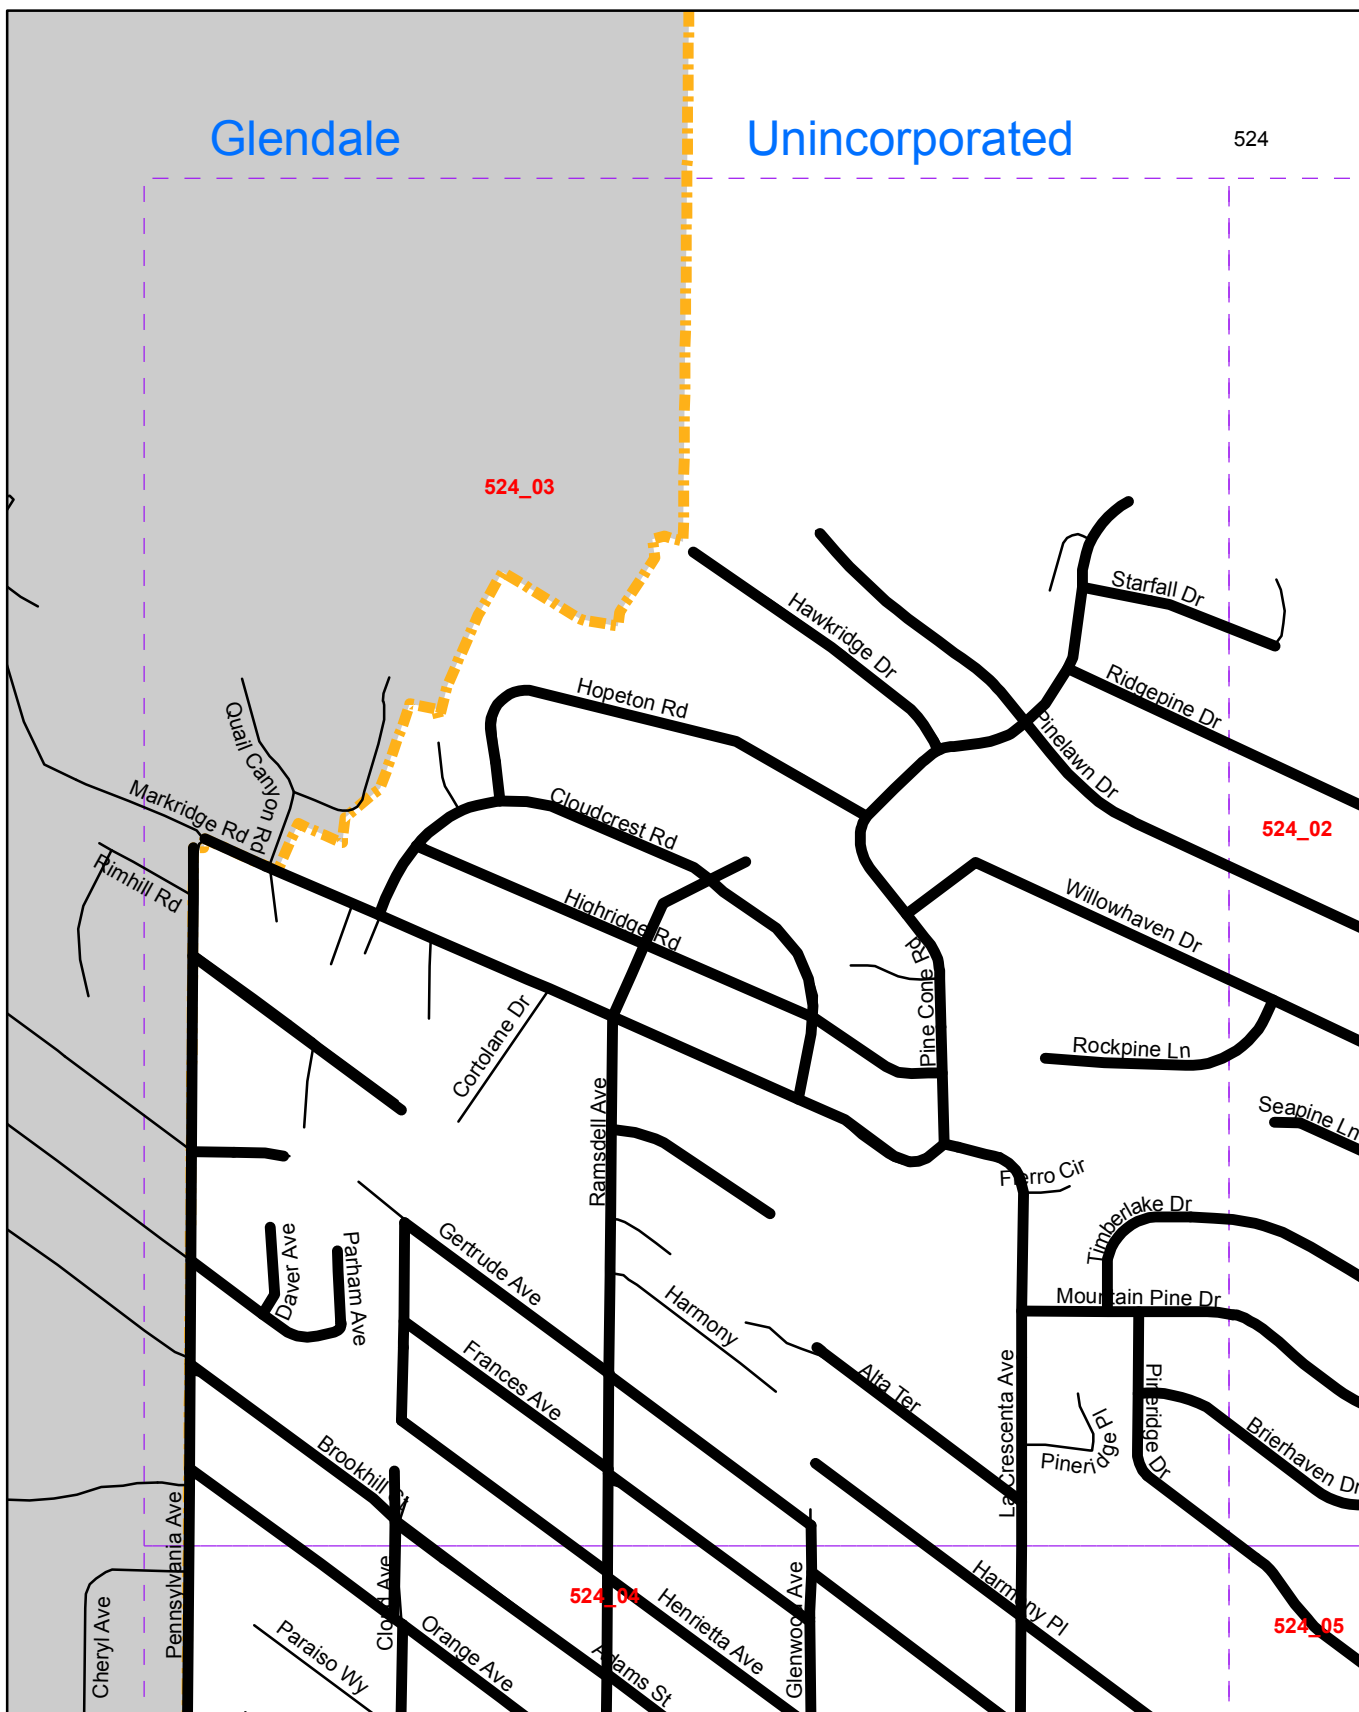 Glendale
Unincorporated
524
524_03
Starfall Dr
Hawkridge Dr
Ridgepine Dr
Hopeton Rd
Quail Canyon Rd
Pinelawn Dr
Markridge Rd
Cloudcrest Rd
524_02
Rimhill Rd
Highridge Rd
Willowhaven Dr
Pine Cone Rd
Cortolane Dr
Rockpine Ln
Ramsdell Ave
Seapine Ln
Fierro Cir
Timberlake Dr
Daver Ave
Parham Ave
Gertrude Ave
Harmony
Mountain Pine Dr
Frances Ave
Alta Ter
La Crescenta Ave
Pineridge Pl
Pineridge Dr
Brierhaven Dr
Brookhill St
Pennsylvania Ave
Cheryl Ave
Paraiso Wy
Orange Ave
524_04
Adams St
Henrietta Ave
Glenwood Ave
Harmony Pl
524_05